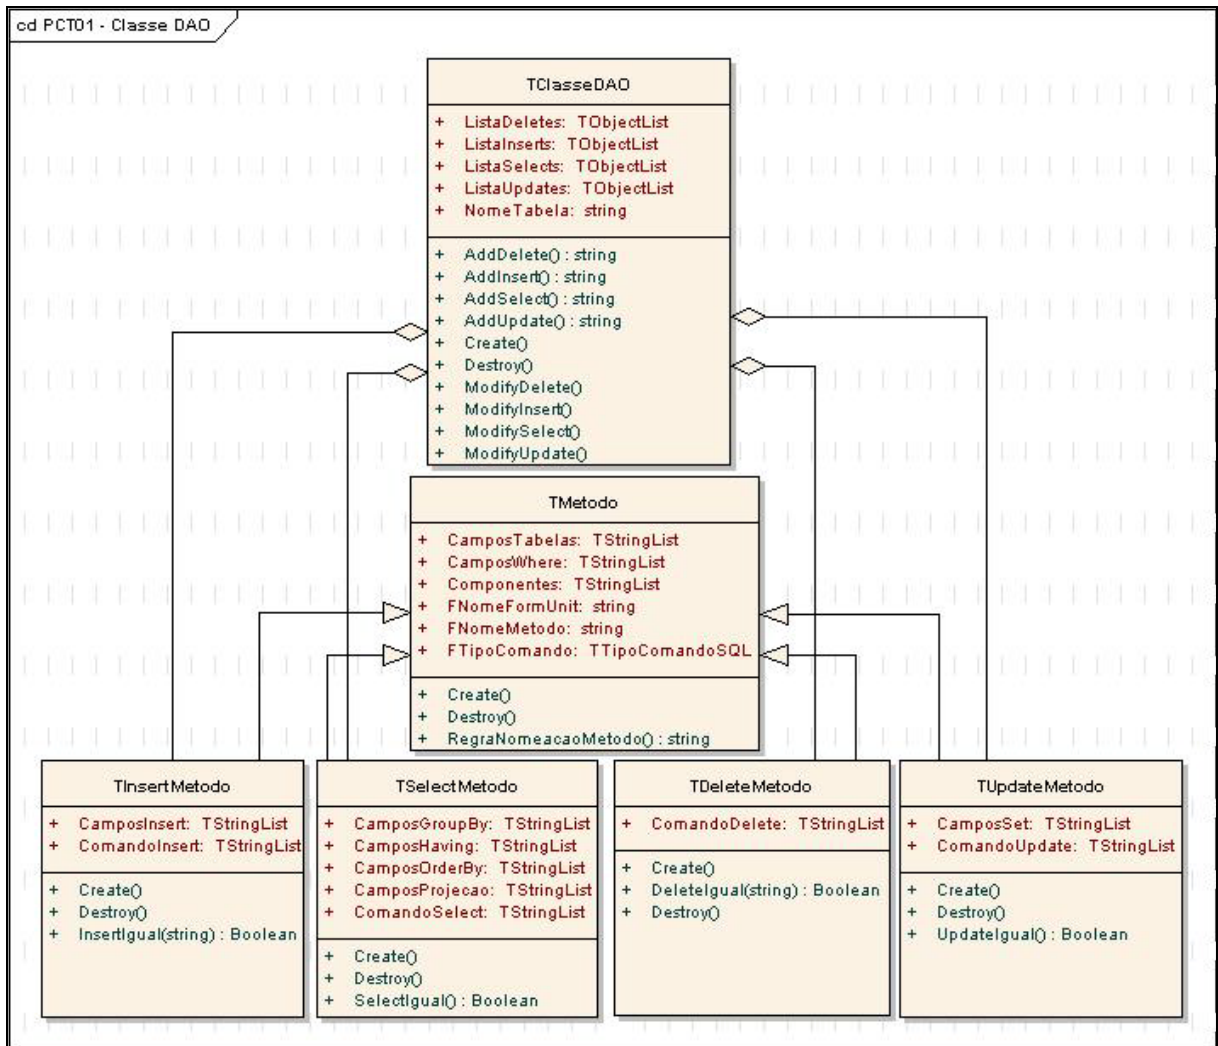 cd PCT01 - Classe DAO
TClasseDAO
+ ListaDeletes: TObjectList
+ ListaInserts: TObjectList
+ ListaSelects: TObjectList
+ ListaUpdates: TObjectList
+ NomeTabela: string
+ AddDelete() : string
+ AddInsert() : string
+ AddSelect() : string
+ AddUpdate() : string
+ Create()
+ Destroy()
+ ModifyDelete()
+ ModifyInsert()
+ ModifySelect()
+ ModifyUpdate()
TMetodo
+ CamposTabelas: TStringList
+ CamposWhere: TStringList
+ Componentes: TStringList
+ FNomeFormUnit: string
+ FNomeMetodo: string
+ FTipoComando: TTipoComandoSQL
+ Create()
+ Destroy()
+ RegraNomeacaoMetodo() : string
TInsertMetodo
+ CamposInsert: TStringList
+ ComandoInsert: TStringList
+ Create()
+ Destroy()
+ InsertIgual(string) : Boolean
TSelectMetodo
+ CamposGroupBy: TStringList
+ CamposHaving: TStringList
+ CamposOrderBy: TStringList
+ CamposProjecao: TStringList
+ ComandoSelect: TStringList
+ Create()
+ Destroy()
+ SelectIgual() : Boolean
TDeleteMetodo
+ ComandoDelete: TStringList
+ Create()
+ DeleteIgual(string) : Boolean
+ Destroy()
TUpdateMetodo
+ CamposSet: TStringList
+ ComandoUpdate: TStringList
+ Create()
+ Destroy()
+ UpdateIgual() : Boolean